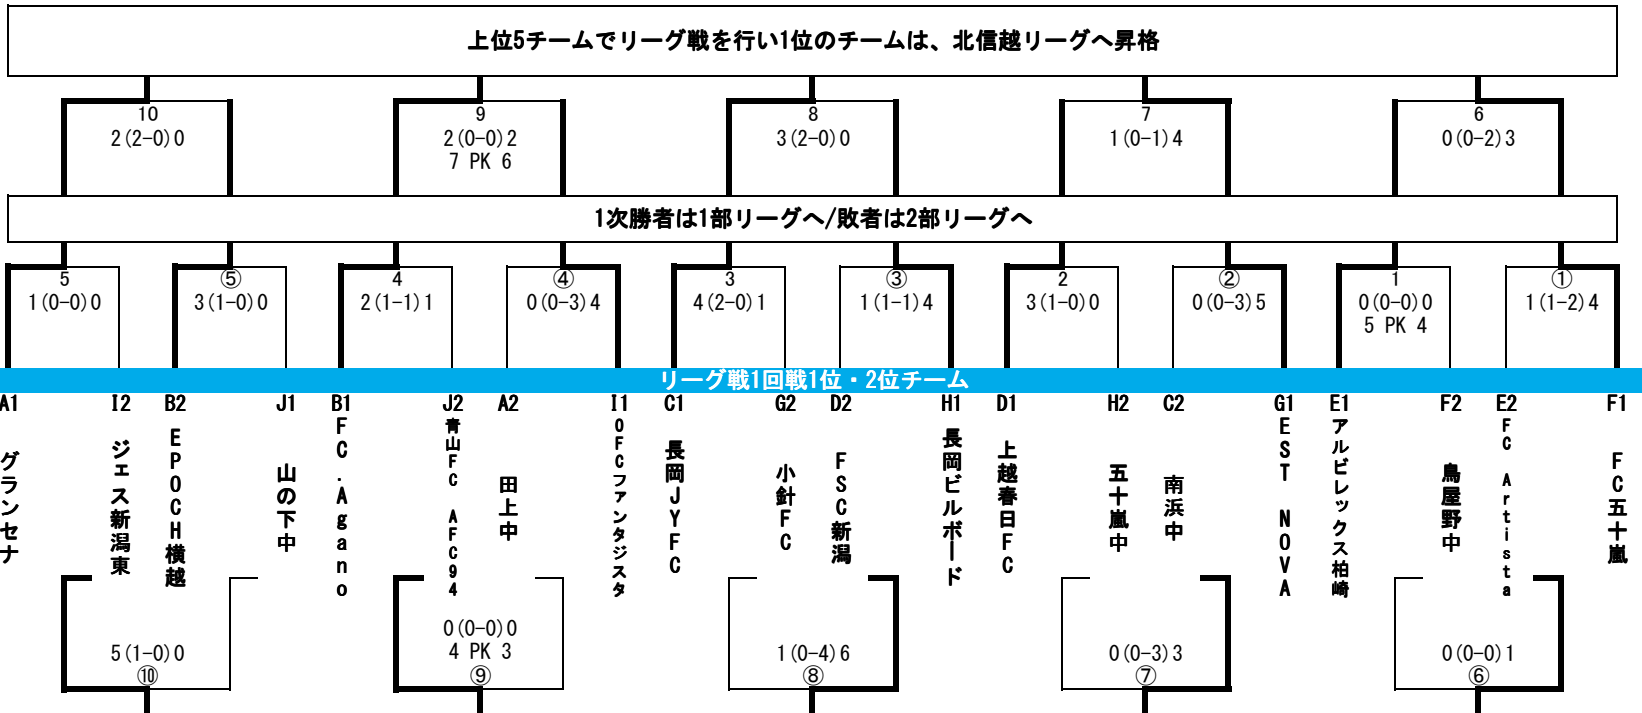 上位5チームでリーグ戦を行い1位のチームは、北信越リーグへ昇格
10
2(2-0)0
9
2(0-0)2
7 PK 6
8
3(2-0)0
7
1(0-1)4
6
0(0-2)3
1次勝者は1部リーグへ/敗者は2部リーグへ
5
1(0-0)0
⑤
3(1-0)0
4
2(1-1)1
④
0(0-3)4
3
4(2-0)1
③
1(1-1)4
2
3(1-0)0
②
0(0-3)5
1
0(0-0)0
5 PK 4
①
1(1-2)4
リーグ戦1回戦1位・2位チーム
A1
I2
B2
J1
B1
J2
A2
I1
C1
G2
D2
H1
D1
H2
C2
G1
E1
F2
E2
F1
グランセナ
ジェス新潟東
EPOCH横越
山の下中
FC.Agano
青山FC AFC94
田上中
OFCファンタジスタ
長岡JYFC
小針FC
FSC新潟
長岡ビルボード
上越春日FC
五十嵐中
南浜中
EST NOVA
アルビレックス柏崎
鳥屋野中
FC Artista
FC五十嵐
5(1-0)0
⑩
0(0-0)0
4 PK 3
⑨
1(0-4)6
⑧
0(0-3)3
⑦
0(0-0)1
⑥